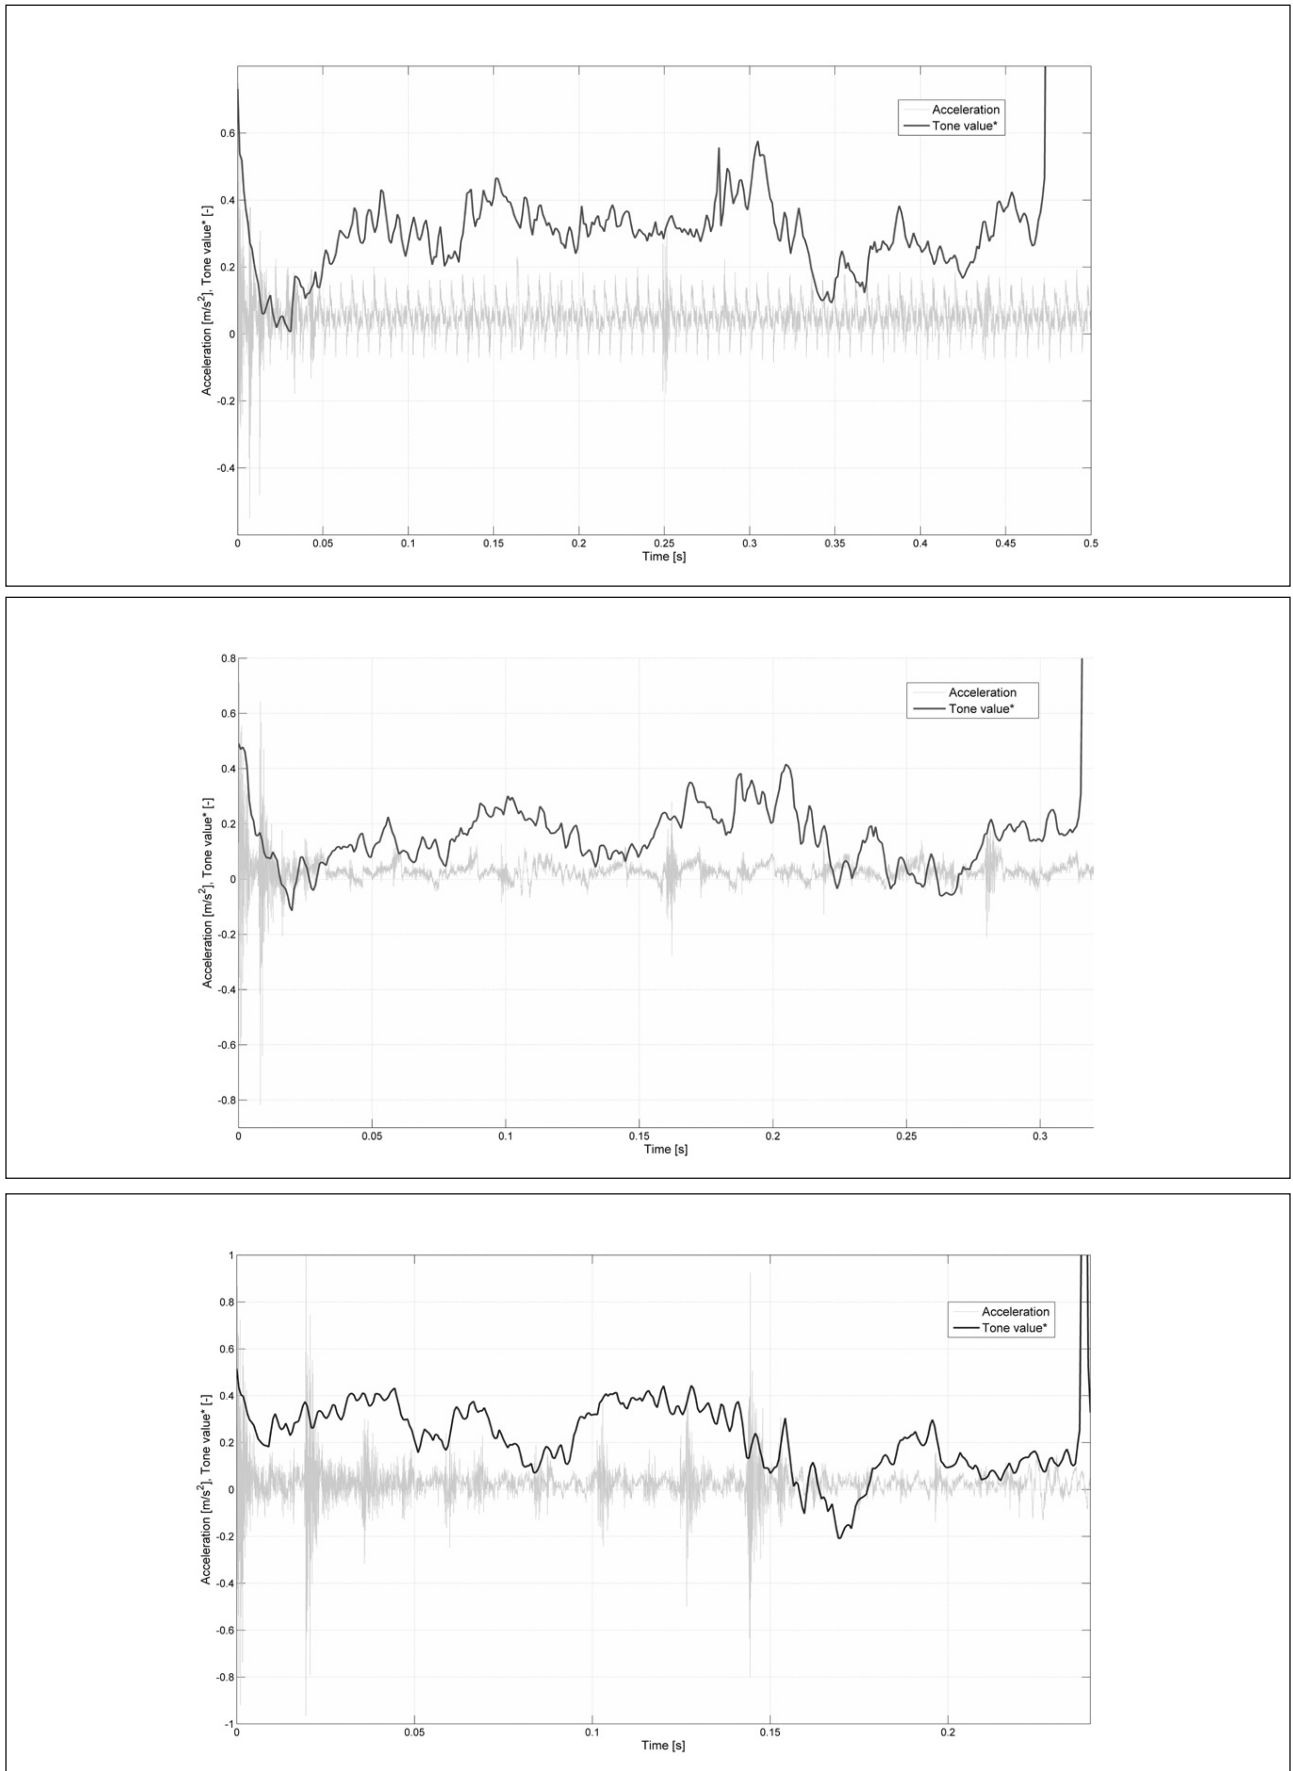 Acceleration
Tone value*
0.6
0.4
0.2
0
-0.2
-0.4
Acceleration [m/s²], Tone value* [-]
0 0.05 0.1 0.15 0.2 0.25 0.3 0.35 0.4 0.45 0.5
Time [s]
0.8
Acceleration
Tone value*
0.6
0.4
0.2
0
-0.2
-0.4
-0.6
-0.8
Acceleration [m/s²], Tone value* [-]
0 0.05 0.1 0.15 0.2 0.25 0.3
Time [s]
1
0.8
Acceleration
Tone value*
0.6
0.4
0.2
0
-0.2
-0.4
-0.6
-0.8
-1
Acceleration [m/s²], Tone value* [-]
0 0.05 0.1 0.15 0.2
Time [s]